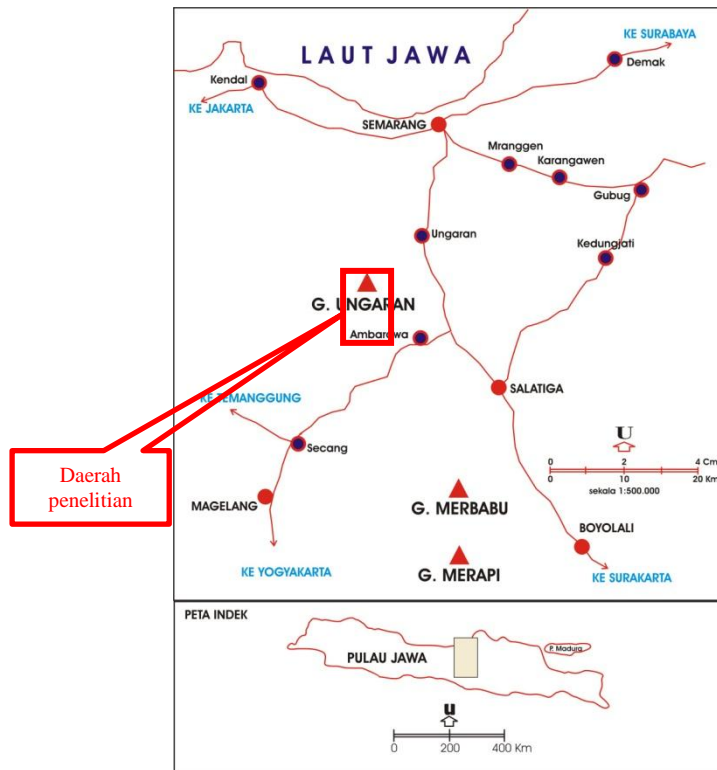 KE SURABAYA
LAUT JAWA
Demak
Kendal
KE JAKARTA
SEMARANG
Mranggen
Karangawen
Gubug
Ungaran
Kedungjati
G. UNGARAN
Ambarawa
SALATIGA
KE TEMANGGUNG
Secang
U
0 2 4 Cm
0 10 20 Km
sekala 1:500.000
Daerah
penelitian
MAGELANG
G. MERBABU
BOYOLALI
KE YOGYAKARTA
G. MERAPI
KE SURAKARTA
PETA INDEK
PULAU JAWA
P. Madura
u
0 200 400 Km